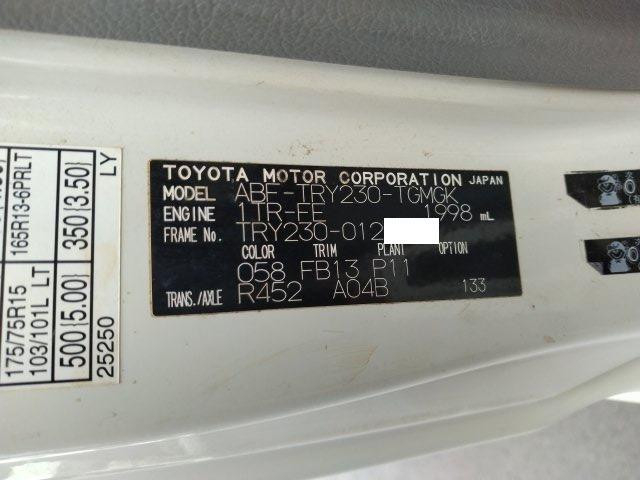 TOYOTA MOTOR CORPORATION JAPAN
MODEL ABF-TRY230-TGMGK
ENGINE 1TR-FE 1998 mL
FRAME No. TRY230-012
COLOR TRIM PLANT OPTION
058 FB13 P11
TRANS./AXLE R452 A04B 133
165R13-6PRLT
350{3.50}
LY
175/75R15
103/101L LT
500{5.00}
25250